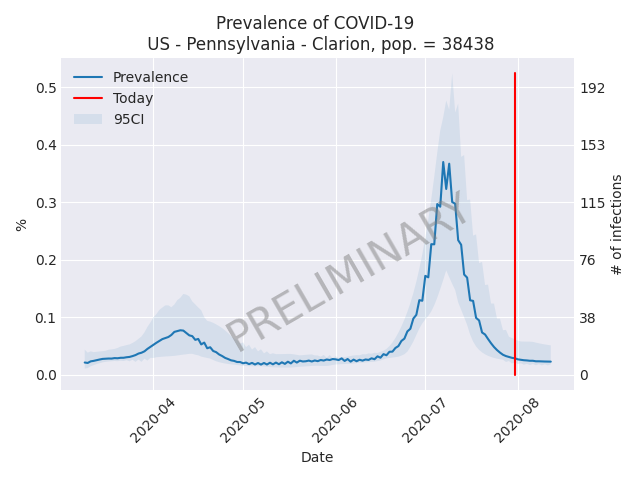 Prevalence of COVID-19
US - Pennsylvania - Clarion, pop. = 38438
Prevalence
Today
95CI
PRELIMINARY
%
0.5
0.4
0.3
0.2
0.1
0.0
192
153
115
76
38
0
# of infections
2020-04
2020-05
2020-06
2020-07
2020-08
Date